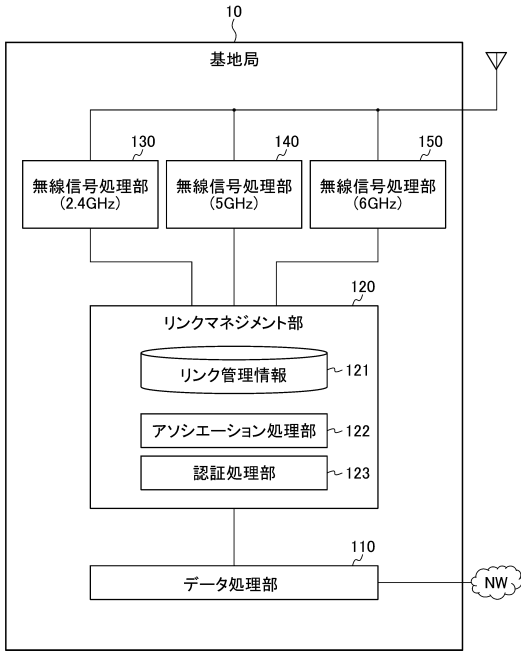 10
基地局
130
140
150
無線信号処理部
(2.4GHz)
無線信号処理部
(5GHz)
無線信号処理部
(6GHz)
120
リンクマネジメント部
リンク管理情報
121
アソシエーション処理部
122
認証処理部
123
110
データ処理部
NW